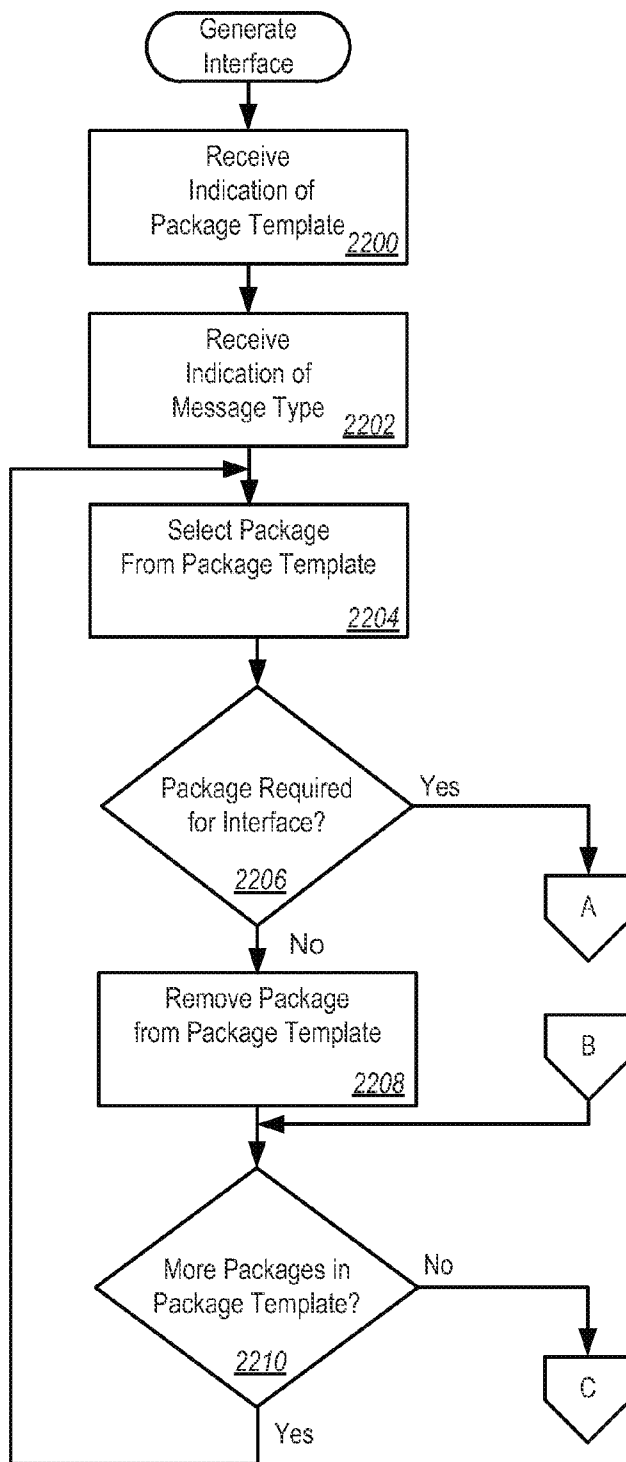 Generate
Interface
Receive
Indication of
Package Template
2200
Receive
Indication of
Message Type
2202
Select Package
From Package Template
2204
Package Required
for Interface?
2206
Yes
A
No
Remove Package
from Package Template
2208
B
More Packages in
Package Template?
2210
No
C
Yes